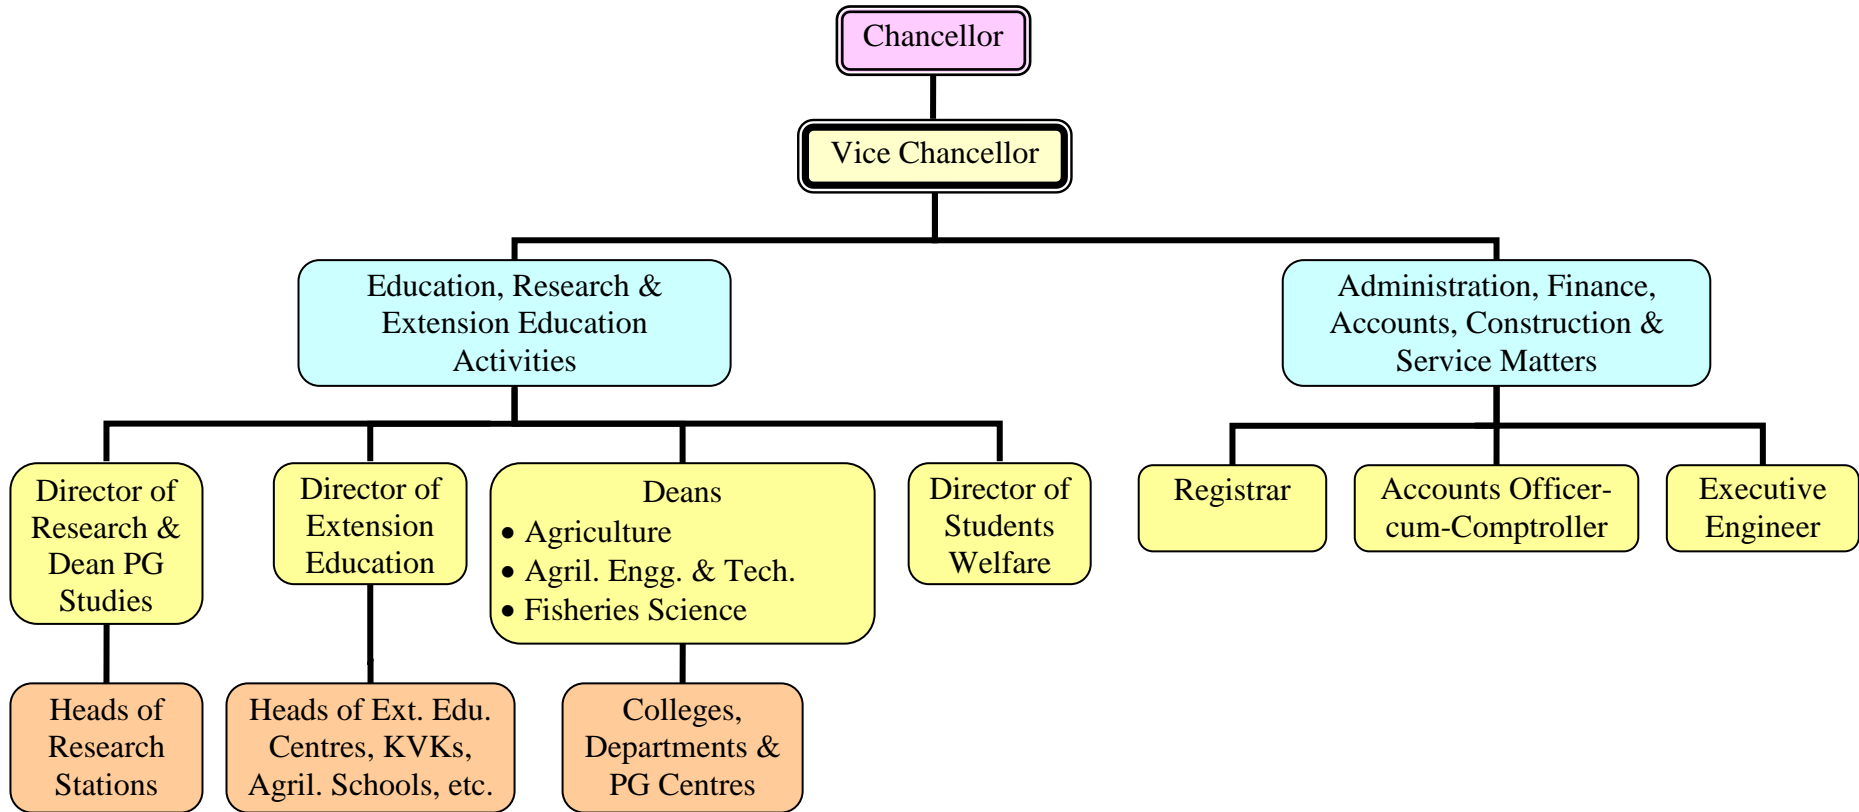 Chancellor
Vice Chancellor
Education, Research &
Extension Education
Activities
Administration, Finance,
Accounts, Construction &
Service Matters
Director of
Research &
Dean PG
Studies
Director of
Extension
Education
Deans
• Agriculture
• Agril. Engg. & Tech.
• Fisheries Science
Director of
Students
Welfare
Registrar
Accounts Officer-
cum-Comptroller
Executive
Engineer
Heads of
Research
Stations
Heads of Ext. Edu.
Centres, KVKs,
Agril. Schools, etc.
Colleges,
Departments &
PG Centres